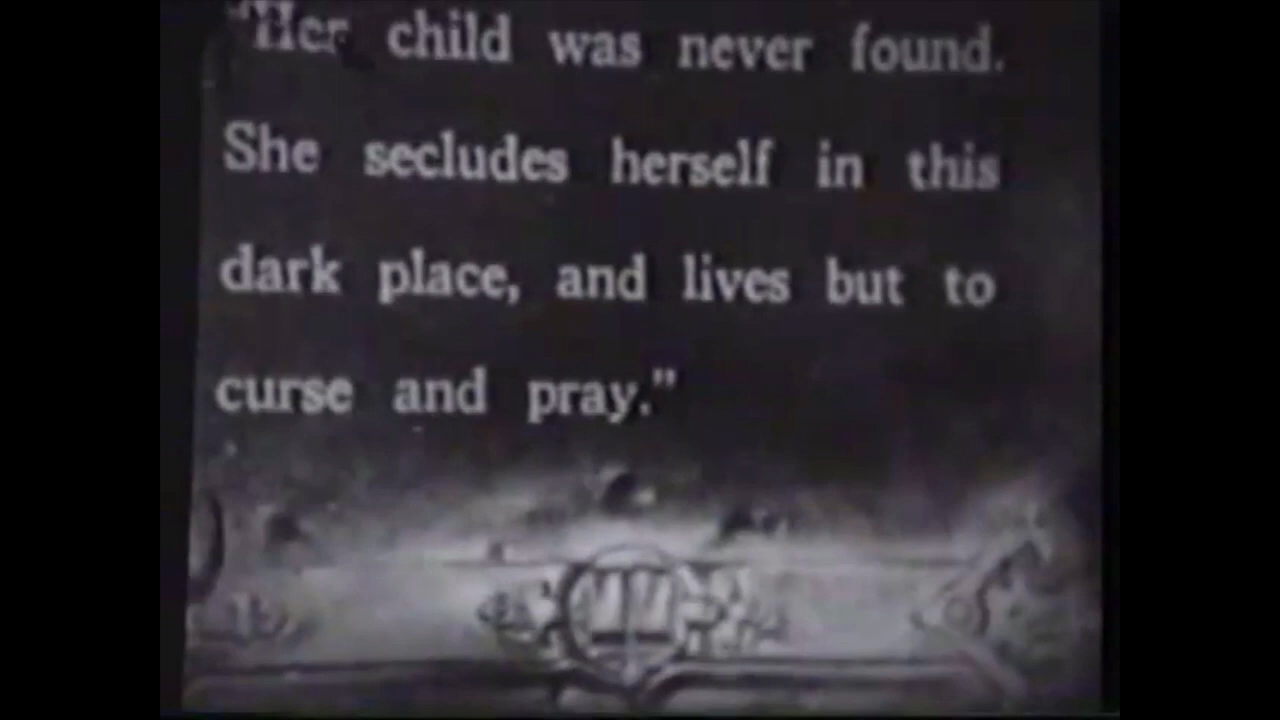 "Her child was never found.
She secludes herself in this
dark place, and lives but to
curse and pray."